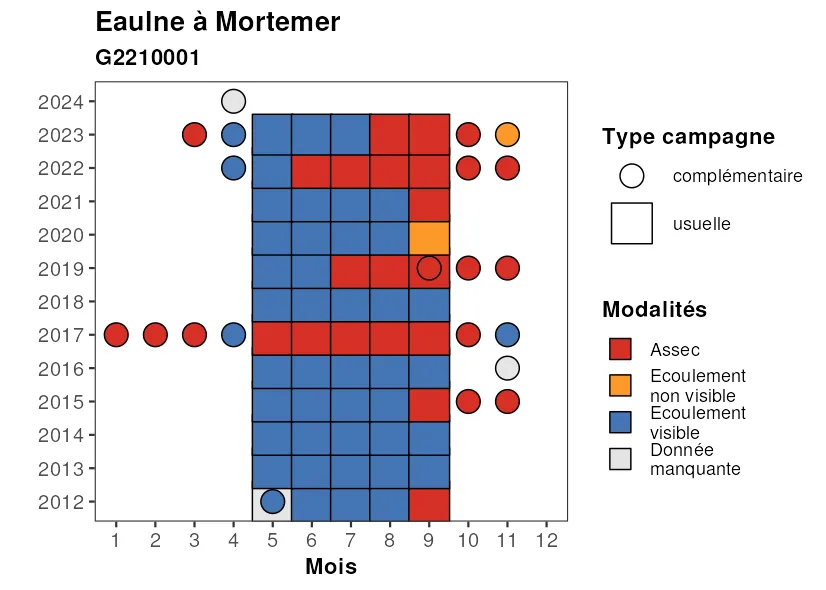 Eaulne à Mortemer
G2210001
2024
2023
2022
2021
2020
2019
2018
2017
2016
2015
2014
2013
2012
1 2 3 4 5 6 7 8 9 10 11 12
Mois
Type campagne
complémentaire
usuelle
Modalités
Assec
Ecoulement
non visible
Ecoulement
visible
Donnée
manquante